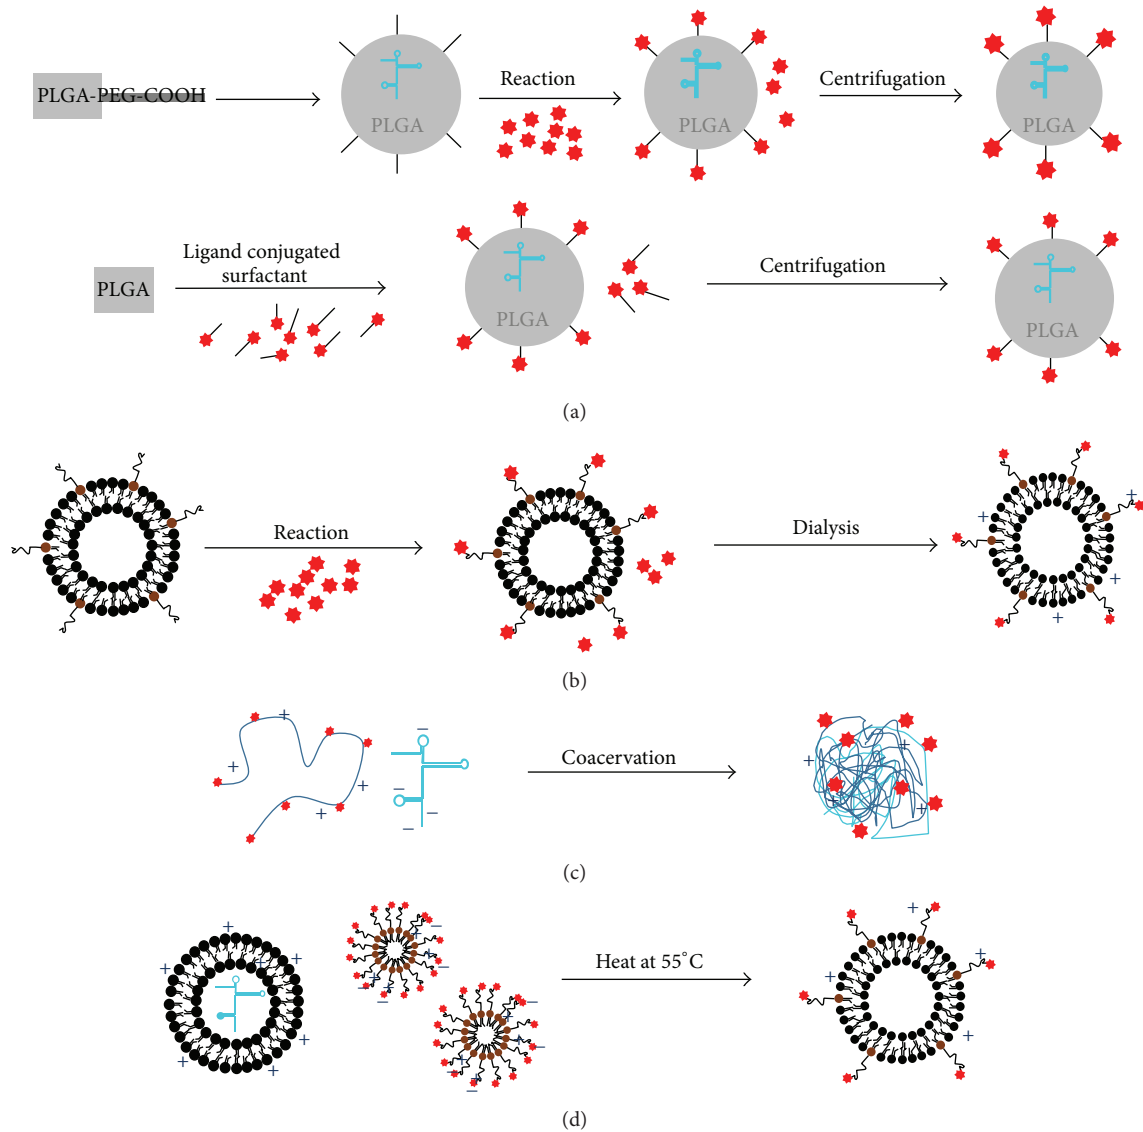 PLGA-PEG-COOH
PLGA
Reaction
PLGA
Centrifugation
PLGA
PLGA
Ligand conjugated
surfactant
PLGA
Centrifugation
PLGA
(a)
Reaction
Dialysis
+
+
+
+
(b)
+
+
+
+
−
−
−
−
Coacervation
+
+
+
+
(c)
+
+
+
+
+
+
+
+
−
−
−
−
−
+
+
+
+
−
−
−
−
−
+
+
+
Heat at 55°C
+
+
+
+
+
(d)